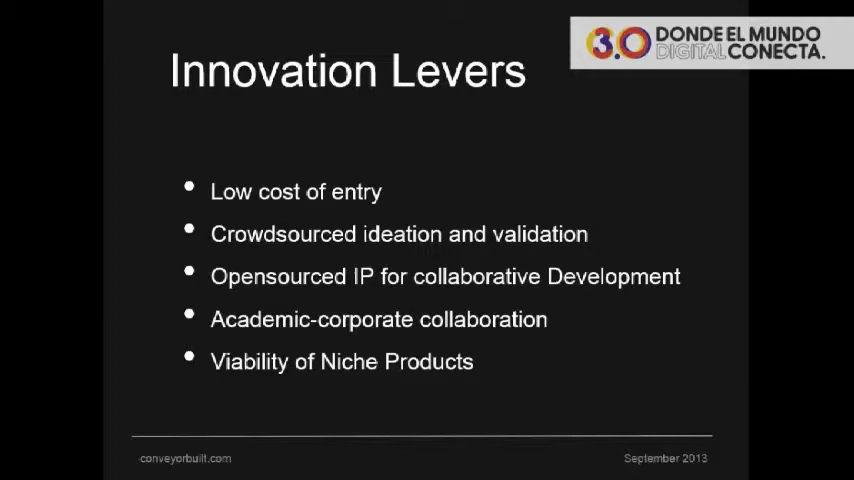 3.0 DONDE EL MUNDO
DIGITAL CONECTA.
Innovation Levers
• Low cost of entry
• Crowdsourced ideation and validation
• Opensourced IP for collaborative Development
• Academic-corporate collaboration
• Viability of Niche Products
conveyorbuilt.com
September 2013